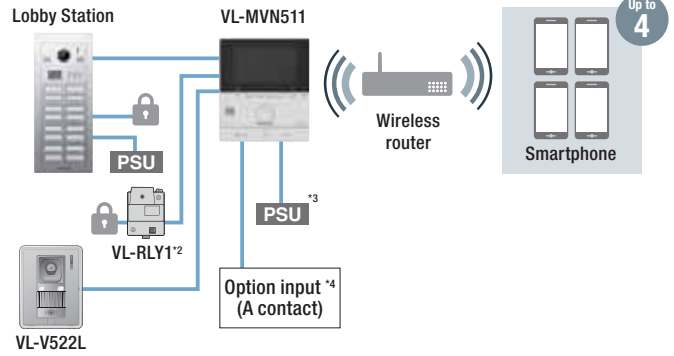 Lobby Station
VL-MVN511
Up to
4
PSU
Wireless
router
Smartphone
PSU *3
VL-RLY1*2
Option input *4
(A contact)
VL-V522L